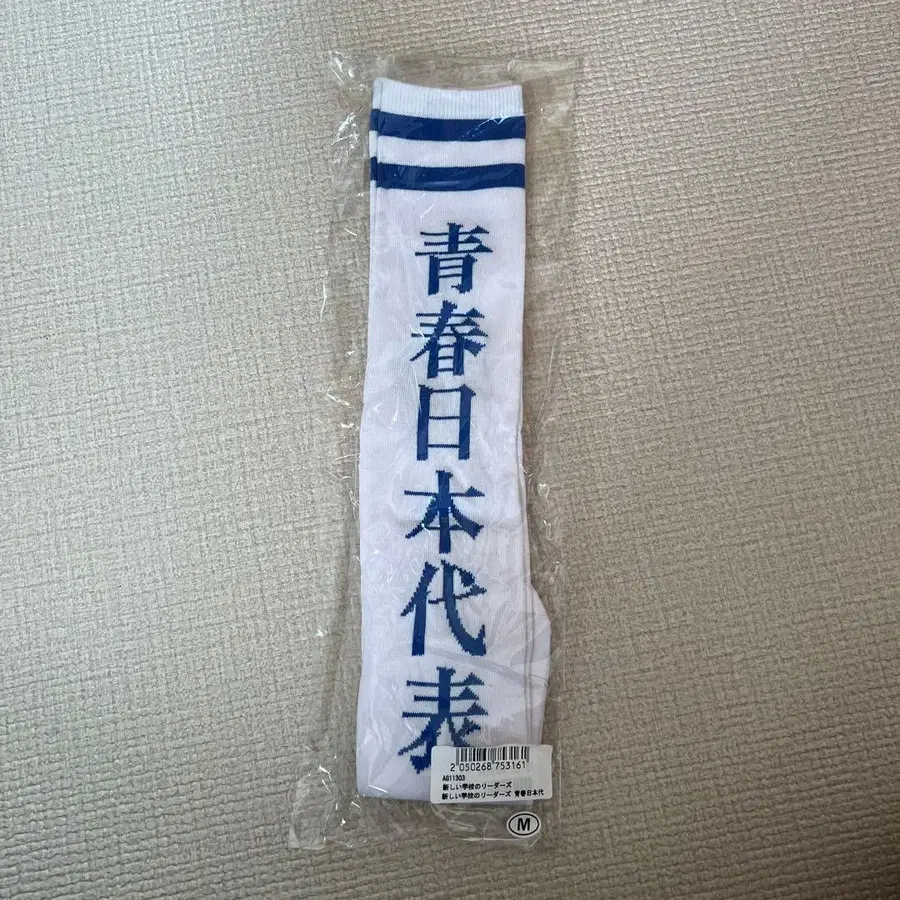 青春日本代表
2 050268 753161
A811303
新しい学校のリーダーズ
新しい学校のリーダーズ 青春日本代
M